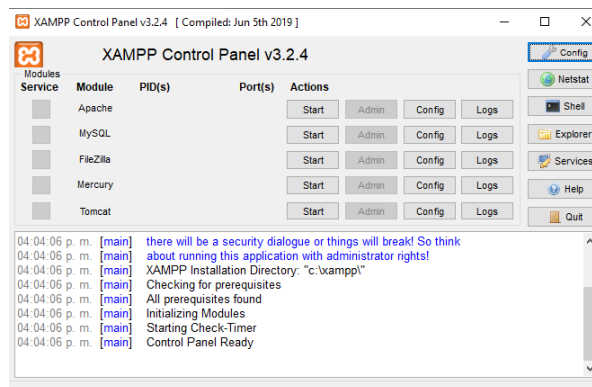 XAMPP Control Panel v3.2.4 [ Compiled: Jun 5th 2019 ]
XAMPP Control Panel v3.2.4
Config
Modules
Service Module PID(s) Port(s) Actions
Netstat
Apache Start Admin Config Logs
Shell
MySQL Start Admin Config Logs
Explorer
FileZilla Start Admin Config Logs
Services
Mercury Start Admin Config Logs
Help
Tomcat Start Admin Config Logs
Quit
04:04:06 p. m. [main] there will be a security dialogue or things will break! So think
04:04:06 p. m. [main] about running this application with administrator rights!
04:04:06 p. m. [main] XAMPP Installation Directory: "c:\xampp\"
04:04:06 p. m. [main] Checking for prerequisites
04:04:06 p. m. [main] All prerequisites found
04:04:06 p. m. [main] Initializing Modules
04:04:06 p. m. [main] Starting Check-Timer
04:04:06 p. m. [main] Control Panel Ready